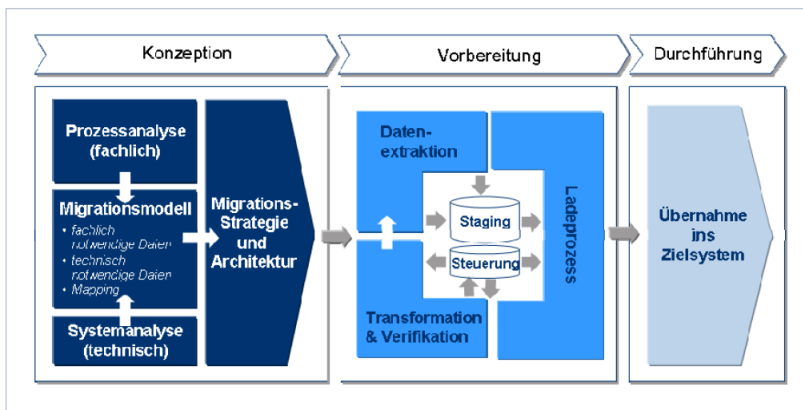 Konzeption
Vorbereitung
Durchführung
Prozessanalyse
(fachlich)
Migrationsmodell
• fachlich
notwendige Daten
• technisch
notwendige Daten
• Mapping
Systemanalyse
(technisch)
Migrations-
Strategie
und
Architektur
Daten-
extraktion
Staging
Steuerung
Transformation
& Verifikation
Ladeprozess
Übernahme
ins
Zielsystem